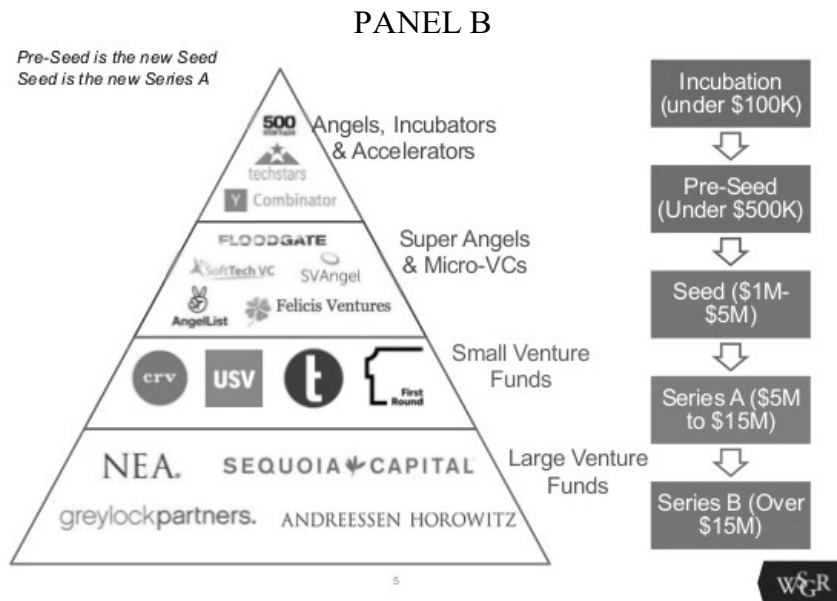 PANEL B
Pre-Seed is the new Seed
Seed is the new Series A
500
startups
Angels, Incubators
& Accelerators
techstars
Y Combinator
FLOODGATE
SoftTech VC
SVAngel
AngelList
Felicis Ventures
Super Angels
& Micro-VCs
crv
USV
t
First
Round
Small Venture
Funds
NEA.
SEQUOIA CAPITAL
greylockpartners.
ANDREESSEN HOROWITZ
Large Venture
Funds
Incubation
(under $100K)
Pre-Seed
(Under $500K)
Seed ($1M-
$5M)
Series A ($5M
to $15M)
Series B (Over
$15M)
5
WSGR